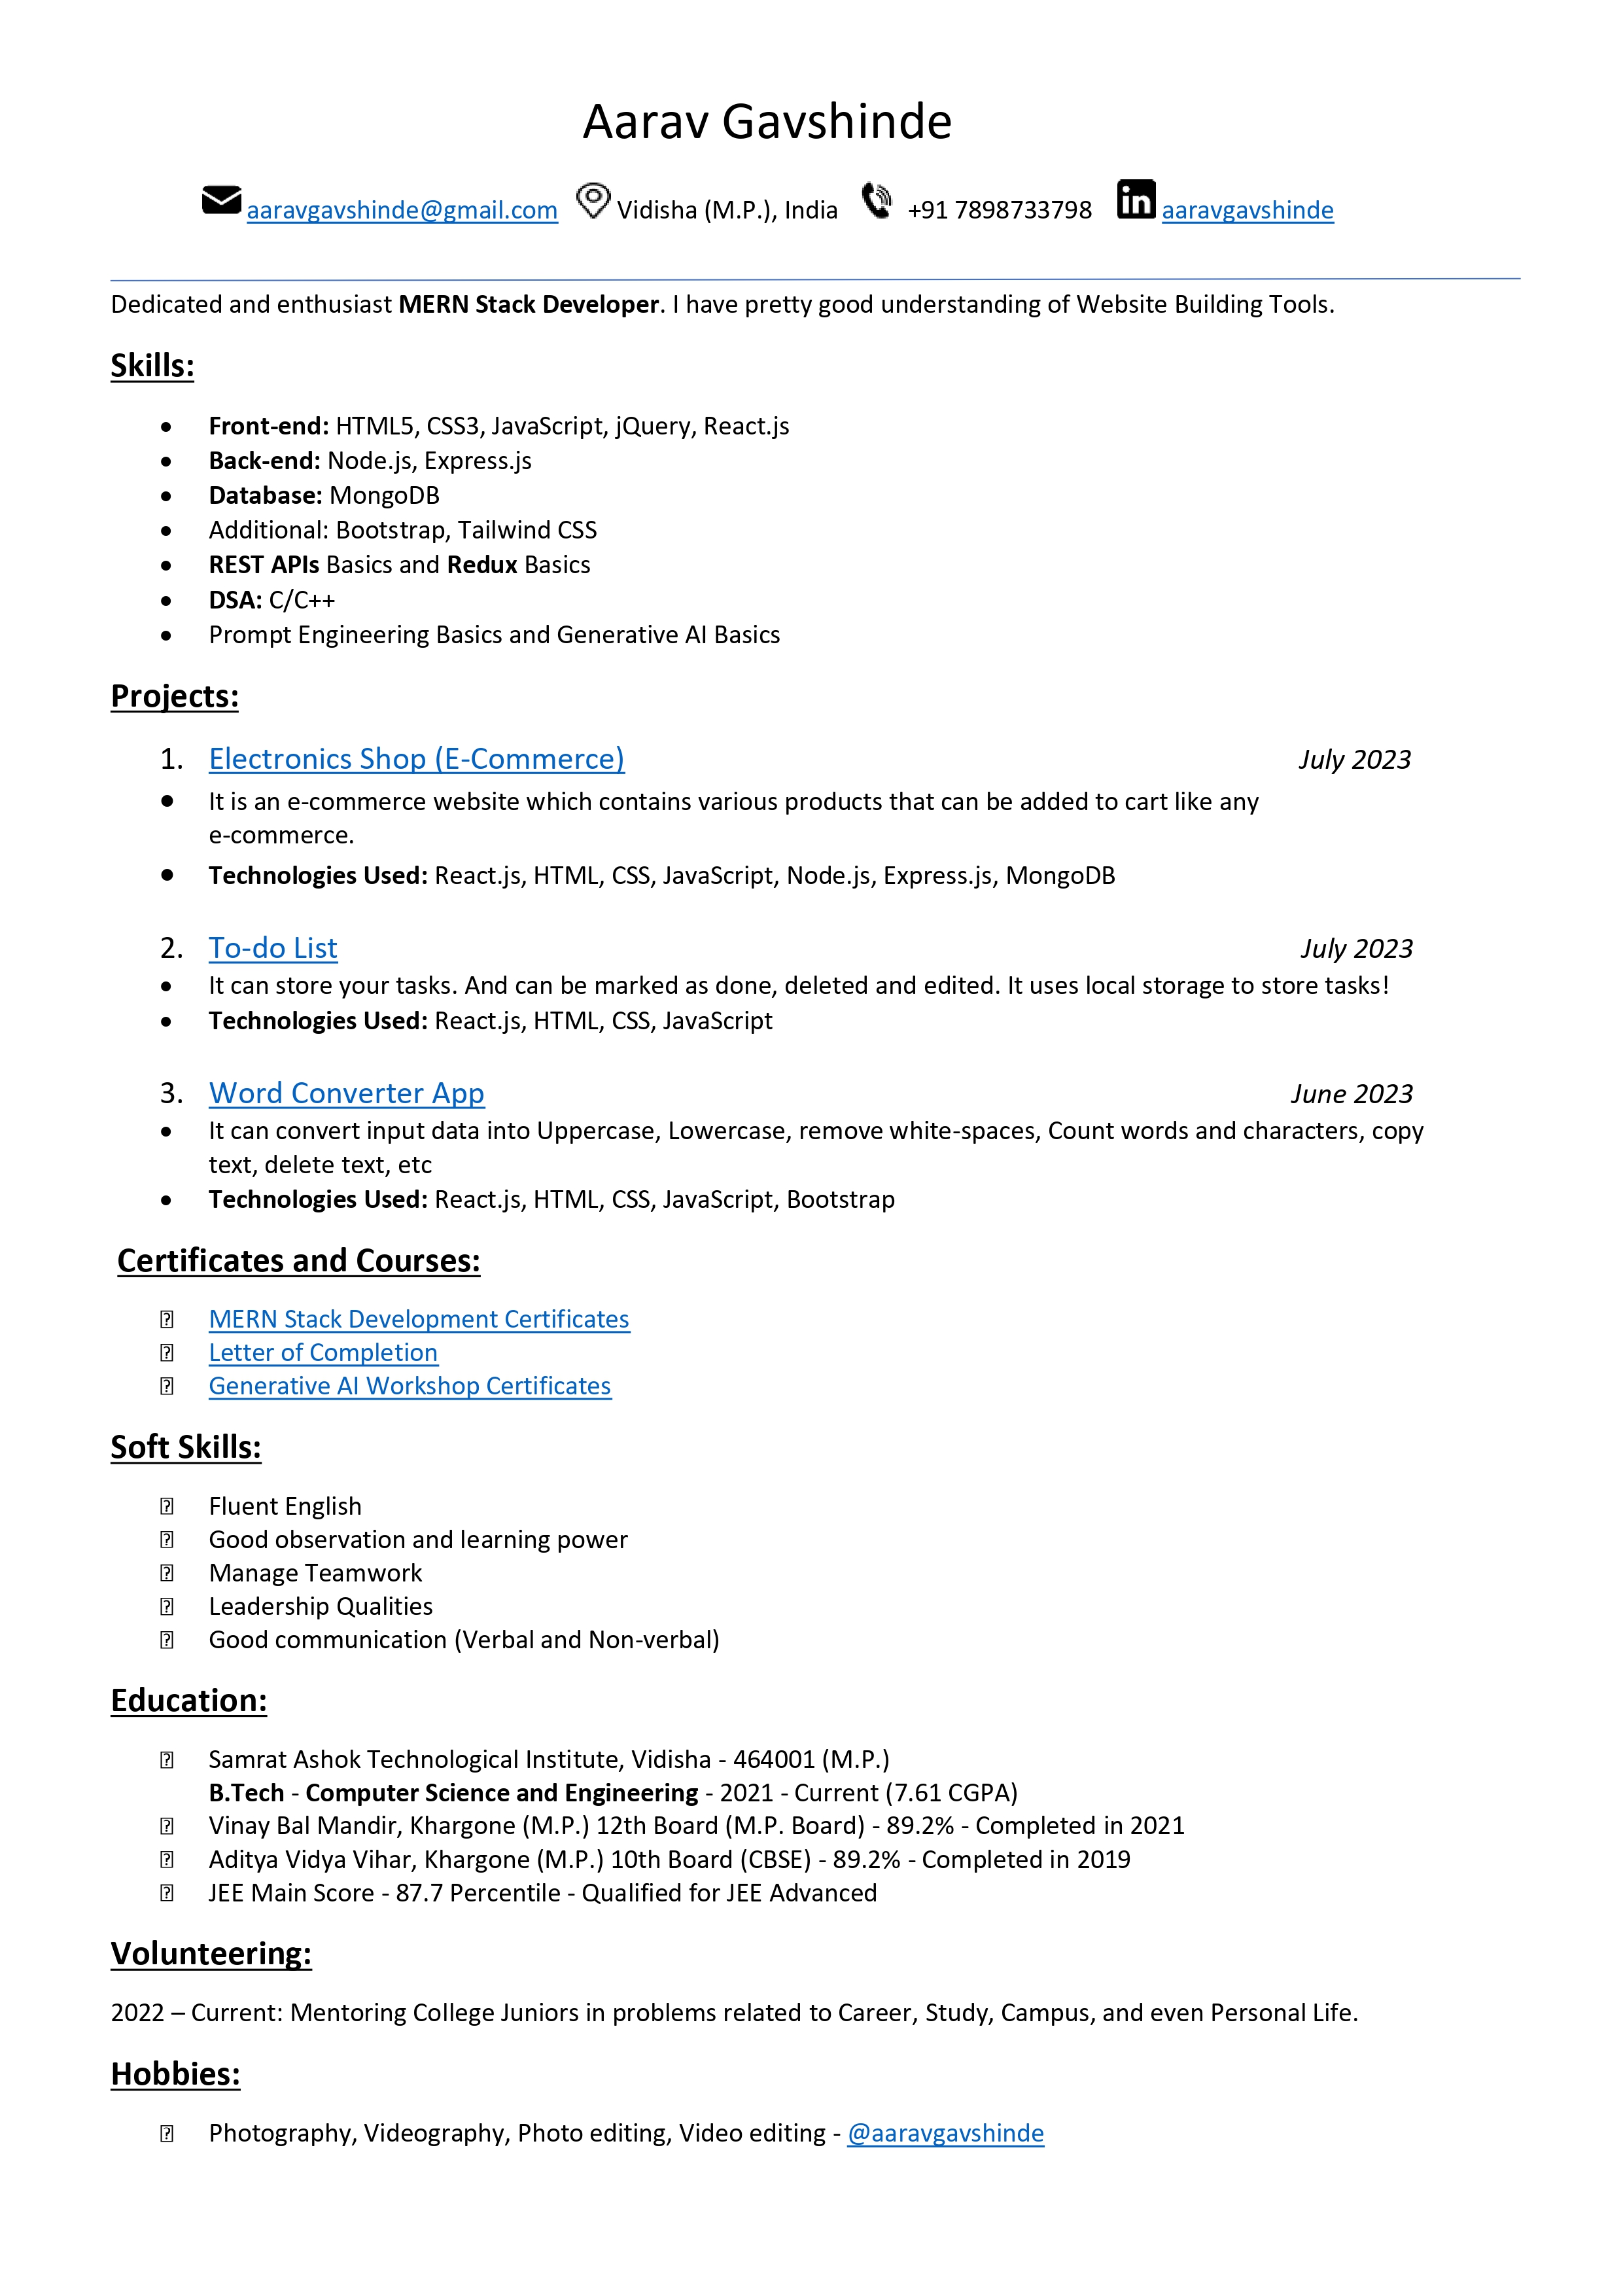 Aarav Gavshinde
aaravgavshinde@gmail.com Vidisha (M.P.), India +91 7898733798 in aaravgavshinde
Dedicated and enthusiast MERN Stack Developer. I have pretty good understanding of Website Building Tools.
Skills:
• Front-end: HTML5, CSS3, JavaScript, jQuery, React.js
• Back-end: Node.js, Express.js
• Database: MongoDB
• Additional: Bootstrap, Tailwind CSS
• REST APIs Basics and Redux Basics
• DSA: C/C++
• Prompt Engineering Basics and Generative AI Basics
Projects:
1. Electronics Shop (E-Commerce) July 2023
• It is an e-commerce website which contains various products that can be added to cart like any
e-commerce.
• Technologies Used: React.js, HTML, CSS, JavaScript, Node.js, Express.js, MongoDB
2. To-do List July 2023
• It can store your tasks. And can be marked as done, deleted and edited. It uses local storage to store tasks!
• Technologies Used: React.js, HTML, CSS, JavaScript
3. Word Converter App June 2023
• It can convert input data into Uppercase, Lowercase, remove white-spaces, Count words and characters, copy
text, delete text, etc
• Technologies Used: React.js, HTML, CSS, JavaScript, Bootstrap
Certificates and Courses:
⍰ MERN Stack Development Certificates
⍰ Letter of Completion
⍰ Generative AI Workshop Certificates
Soft Skills:
⍰ Fluent English
⍰ Good observation and learning power
⍰ Manage Teamwork
⍰ Leadership Qualities
⍰ Good communication (Verbal and Non-verbal)
Education:
⍰ Samrat Ashok Technological Institute, Vidisha - 464001 (M.P.)
B.Tech - Computer Science and Engineering - 2021 - Current (7.61 CGPA)
⍰ Vinay Bal Mandir, Khargone (M.P.) 12th Board (M.P. Board) - 89.2% - Completed in 2021
⍰ Aditya Vidya Vihar, Khargone (M.P.) 10th Board (CBSE) - 89.2% - Completed in 2019
⍰ JEE Main Score - 87.7 Percentile - Qualified for JEE Advanced
Volunteering:
2022 – Current: Mentoring College Juniors in problems related to Career, Study, Campus, and even Personal Life.
Hobbies:
⍰ Photography, Videography, Photo editing, Video editing - @aaravgavshinde